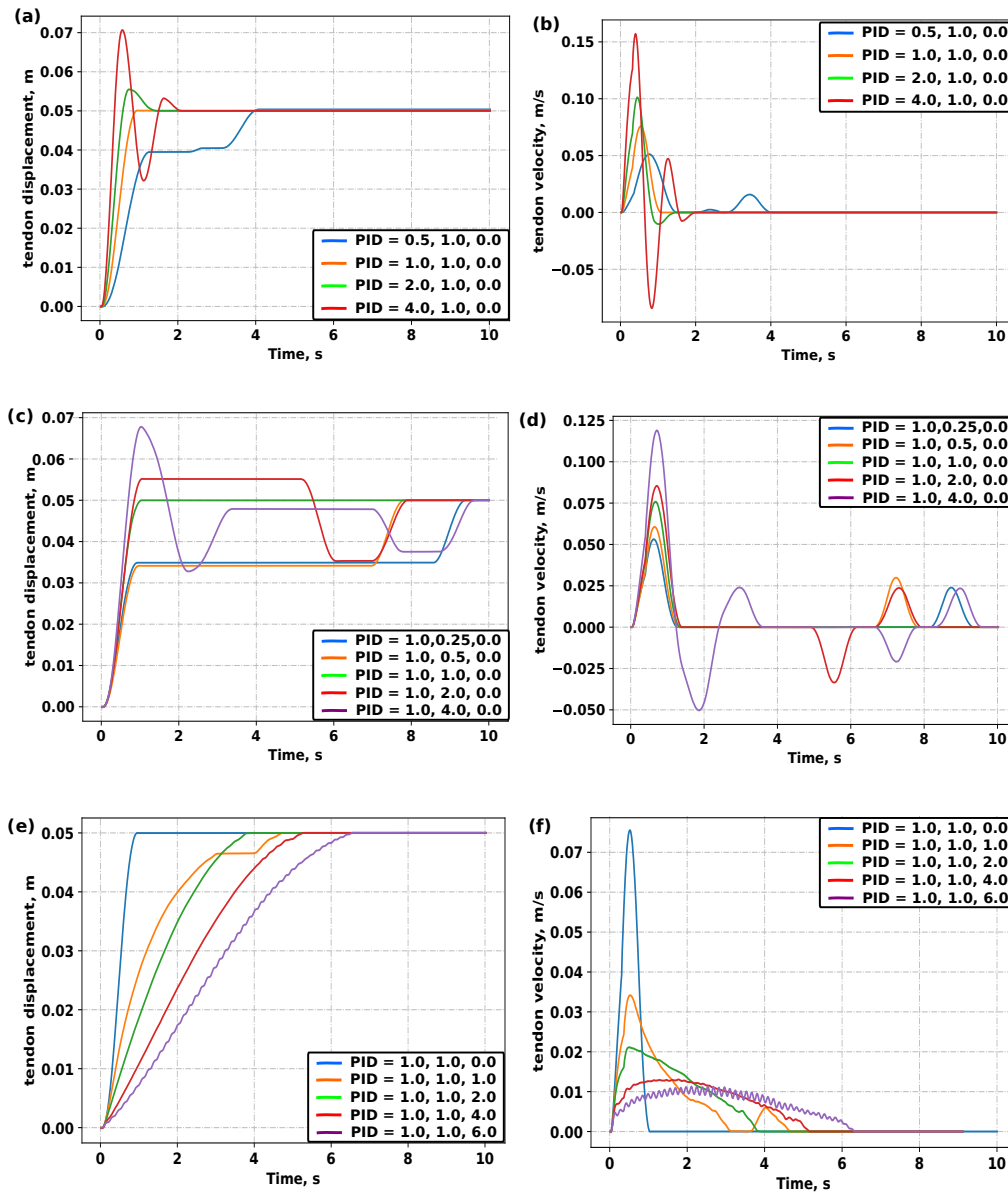 (a)
tendon displacement, m
0.07
0.06
0.05
0.04
0.03
0.02
0.01
0.00
PID = 0.5, 1.0, 0.0
PID = 1.0, 1.0, 0.0
PID = 2.0, 1.0, 0.0
PID = 4.0, 1.0, 0.0
0 2 4 6 8 10
Time, s
(b)
tendon velocity, m/s
0.15
0.10
0.05
0.00
−0.05
PID = 0.5, 1.0, 0.0
PID = 1.0, 1.0, 0.0
PID = 2.0, 1.0, 0.0
PID = 4.0, 1.0, 0.0
0 2 4 6 8 10
Time, s
(c)
tendon displacement, m
0.07
0.06
0.05
0.04
0.03
0.02
0.01
0.00
PID = 1.0,0.25,0.0
PID = 1.0, 0.5, 0.0
PID = 1.0, 1.0, 0.0
PID = 1.0, 2.0, 0.0
PID = 1.0, 4.0, 0.0
0 2 4 6 8 10
Time, s
(d)
tendon velocity, m/s
0.125
0.100
0.075
0.050
0.025
0.000
−0.025
−0.050
PID = 1.0,0.25,0.0
PID = 1.0, 0.5, 0.0
PID = 1.0, 1.0, 0.0
PID = 1.0, 2.0, 0.0
PID = 1.0, 4.0, 0.0
0 2 4 6 8 10
Time, s
(e)
tendon displacement, m
0.05
0.04
0.03
0.02
0.01
0.00
PID = 1.0, 1.0, 0.0
PID = 1.0, 1.0, 1.0
PID = 1.0, 1.0, 2.0
PID = 1.0, 1.0, 4.0
PID = 1.0, 1.0, 6.0
0 2 4 6 8 10
Time, s
(f)
tendon velocity, m/s
0.07
0.06
0.05
0.04
0.03
0.02
0.01
0.00
PID = 1.0, 1.0, 0.0
PID = 1.0, 1.0, 1.0
PID = 1.0, 1.0, 2.0
PID = 1.0, 1.0, 4.0
PID = 1.0, 1.0, 6.0
0 2 4 6 8 10
Time, s